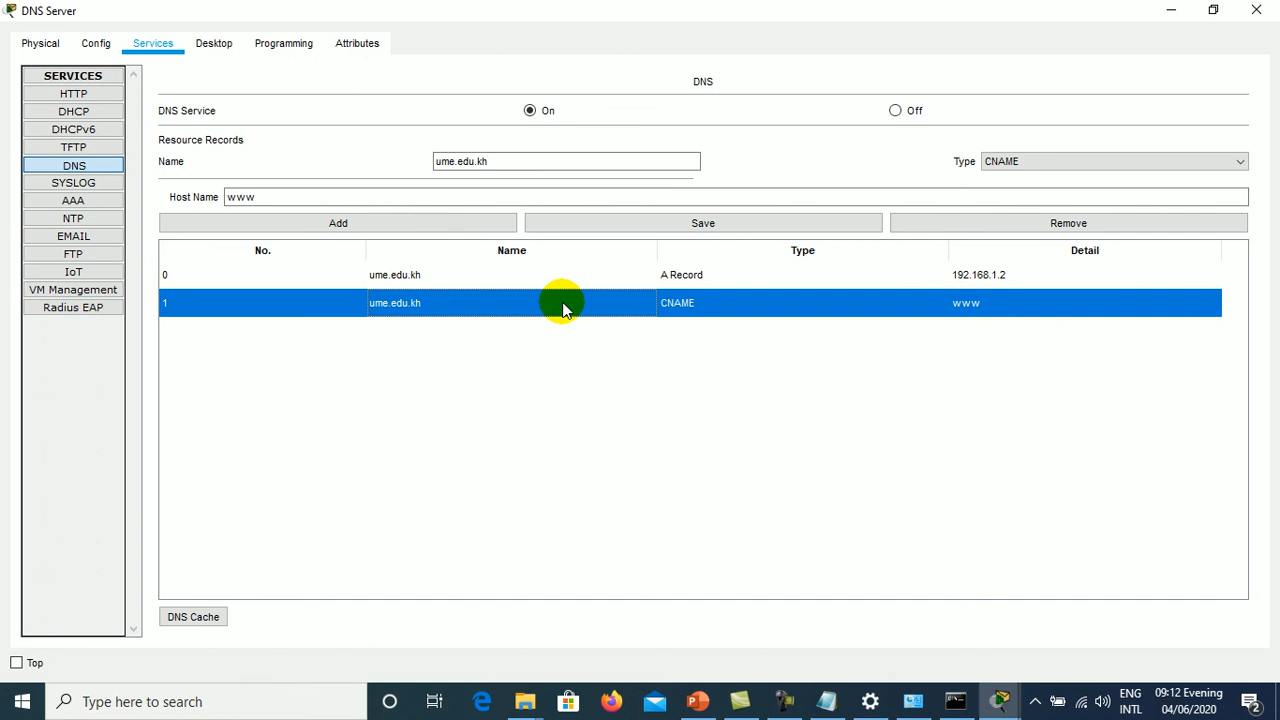 DNS Server
Physical Config Services Desktop Programming Attributes
SERVICES
HTTP
DHCP
DHCPv6
TFTP
DNS
SYSLOG
AAA
NTP
EMAIL
FTP
IoT
VM Management
Radius EAP
DNS
DNS Service On Off
Resource Records
Name ume.edu.kh Type CNAME
Host Name www
Add Save Remove
No. Name Type Detail
0 ume.edu.kh A Record 192.168.1.2
1 ume.edu.kh CNAME www
DNS Cache
Top
Type here to search
ENG
INTL
09:12 Evening
04/06/2020
2